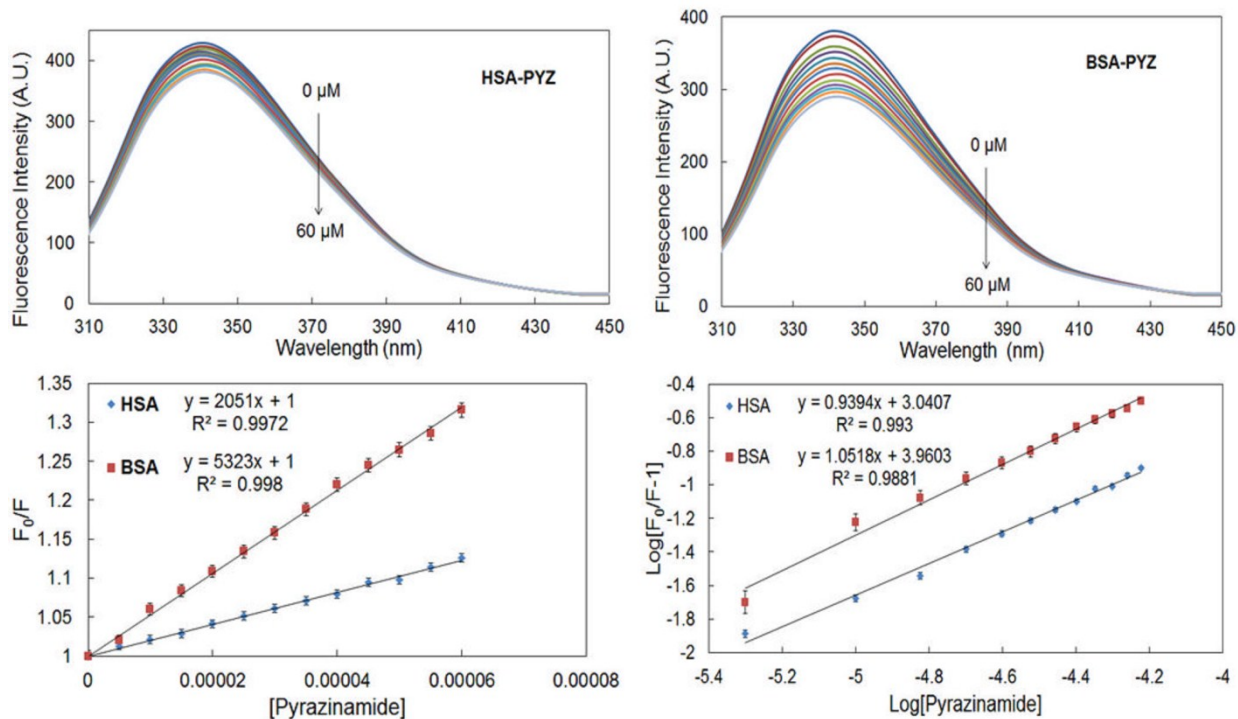 400
300
200
100
0
Fluorescence Intensity (A.U.)
HSA-PYZ
0 µM
60 µM
310 330 350 370 390 410 430 450
Wavelength (nm)
400
300
200
100
0
Fluorescence Intensity (A.U.)
BSA-PYZ
0 µM
60 µM
310 330 350 370 390 410 430 450
Wavelength (nm)
1.35
1.3
1.25
1.2
1.15
1.1
1.05
1
F₀/F
HSA y = 2051x + 1
R² = 0.9972
BSA y = 5323x + 1
R² = 0.998
0 0.00002 0.00004 0.00006 0.00008
[Pyrazinamide]
-0.4
-0.6
-0.8
-1
-1.2
-1.4
-1.6
-1.8
-2
Log[F₀/F-1]
HSA y = 0.9394x + 3.0407
R² = 0.993
BSA y = 1.0518x + 3.9603
R² = 0.9881
-5.4 -5.2 -5 -4.8 -4.6 -4.4 -4.2 -4
Log[Pyrazinamide]